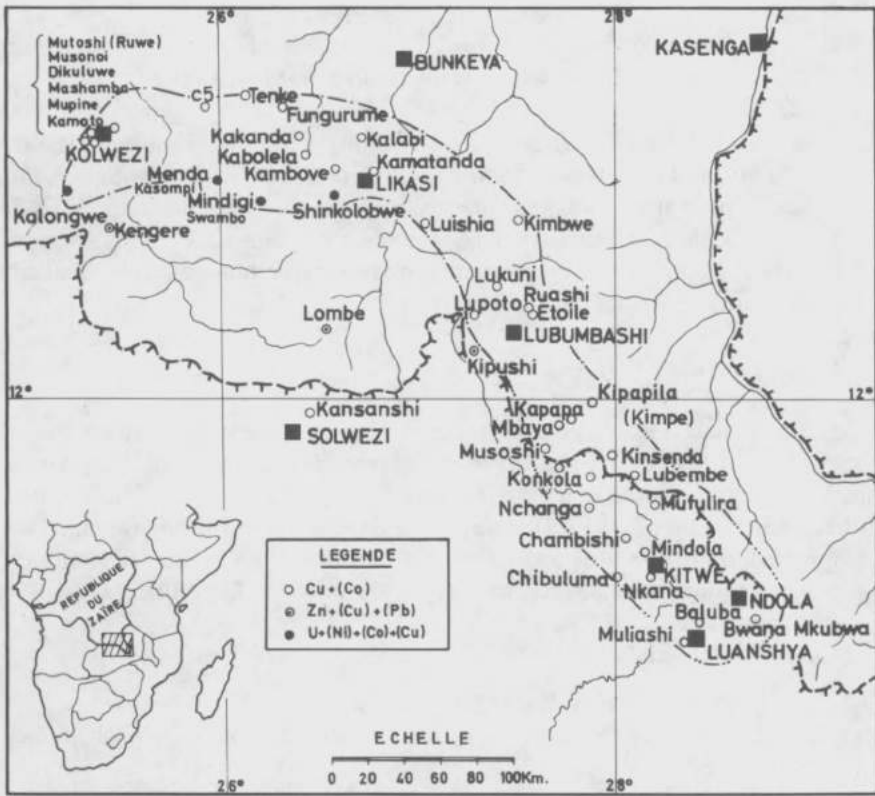 26°
28°
Mutoshi (Ruwe)
Musonoi
Dikuluwe
Mashamba
Mupine
Kamoto
KASENGA
BUNKEYA
C5
Tenke
Fungurume
Kakanda
Kalabi
KOLWEZI
Kabolela
Kambove
Kamatanda
Menda
Kasompi
LIKASI
Mindigi
Swambo
Shinkolobwe
Kalongwe
Kengere
Luishia
Kimbwe
Lukuni
Ruashi
Lupoto
Etoile
Lombe
LUBUMBASHI
Kipushi
12°
12°
Kipapila
(Kimpe)
Kansanshi
Kapapa
Mbaya
SOLWEZI
Musoshi
Kinsenda
Konkola
Lubembe
Nchanga
Mufulira
Chambishi
Mindola
Chibuluma
KITWE
Nkana
NDOLA
Baluba
Bwana Mkubwa
Muliashi
LUANSHYA
REPUBLIQUE
DU
ZAÏRE
LEGENDE
Cu+(Co)
Zn+(Cu)+(Pb)
U+(Ni)+(Co)+(Cu)
ECHELLE
0 20 40 60 80 100Km.
26°
28°